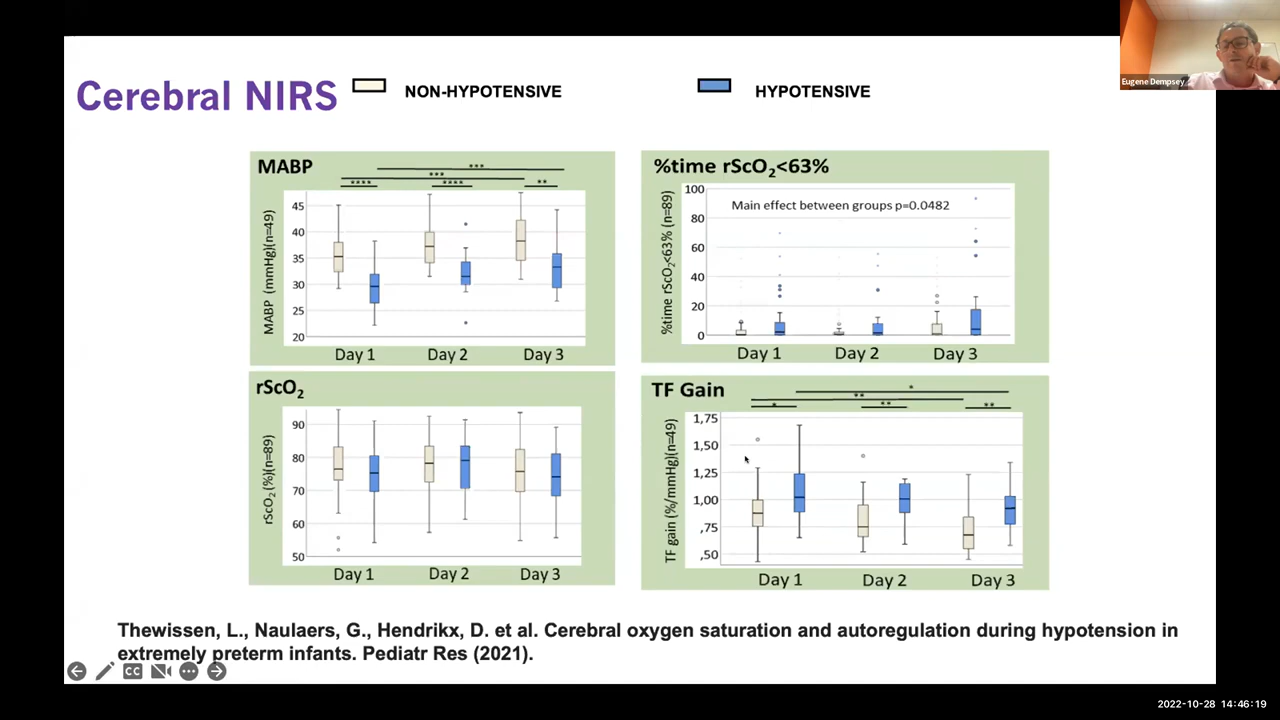 Eugene Dempsey
Cerebral NIRS
NON-HYPOTENSIVE
HYPOTENSIVE
MABP
***
***
****
****
**
MABP (mmHg)(n=49)
45
40
35
30
25
20
Day 1
Day 2
Day 3
%time rScO₂<63%
Main effect between groups p=0.0482
%time rScO₂<63% (n=89)
100
80
60
40
20
0
Day 1
Day 2
Day 3
rScO₂
rScO₂ (%)(n=89)
90
80
70
60
50
Day 1
Day 2
Day 3
TF Gain
*
**
*
**
**
TF gain (%/mmHg)(n=49)
1,75
1,50
1,25
1,00
,75
,50
Day 1
Day 2
Day 3
Thewissen, L., Naulaers, G., Hendrikx, D. et al. Cerebral oxygen saturation and autoregulation during hypotension in
extremely preterm infants. Pediatr Res (2021).
CC
2022-10-28 14:46:19